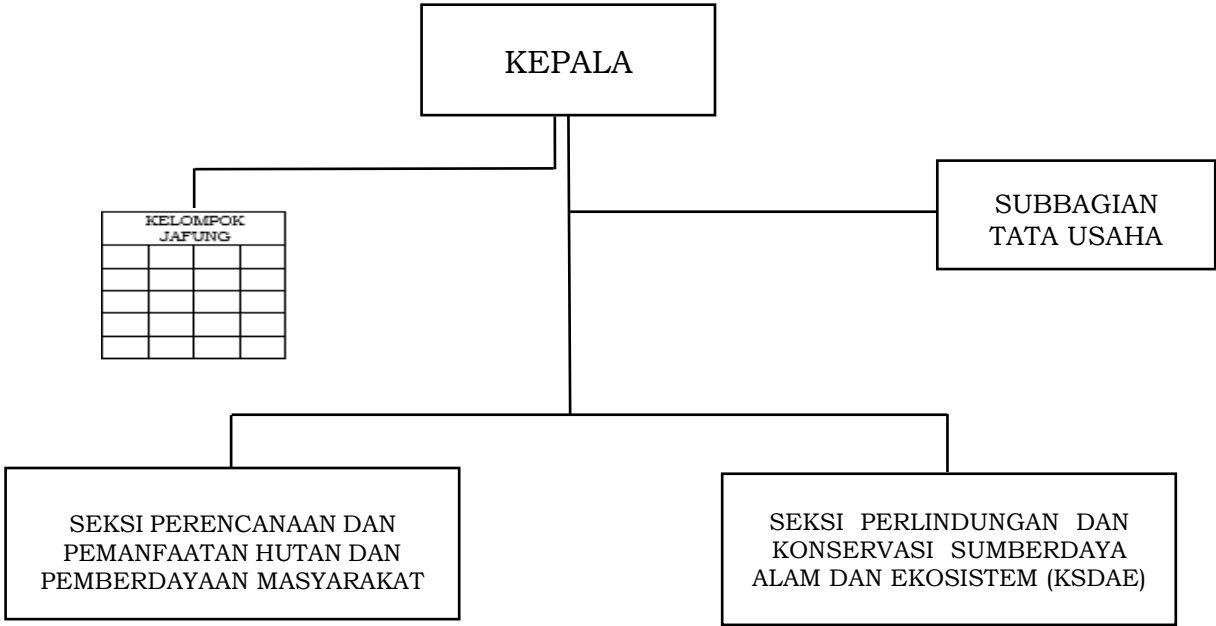 KEPALA
SUBBAGIAN
TATA USAHA
KELOMPOK
JAFUNG
SEKSI PERENCANAAN DAN
PEMANFAATAN HUTAN DAN
PEMBERDAYAAN MASYARAKAT
SEKSI PERLINDUNGAN DAN
KONSERVASI SUMBERDAYA
ALAM DAN EKOSISTEM (KSDAE)